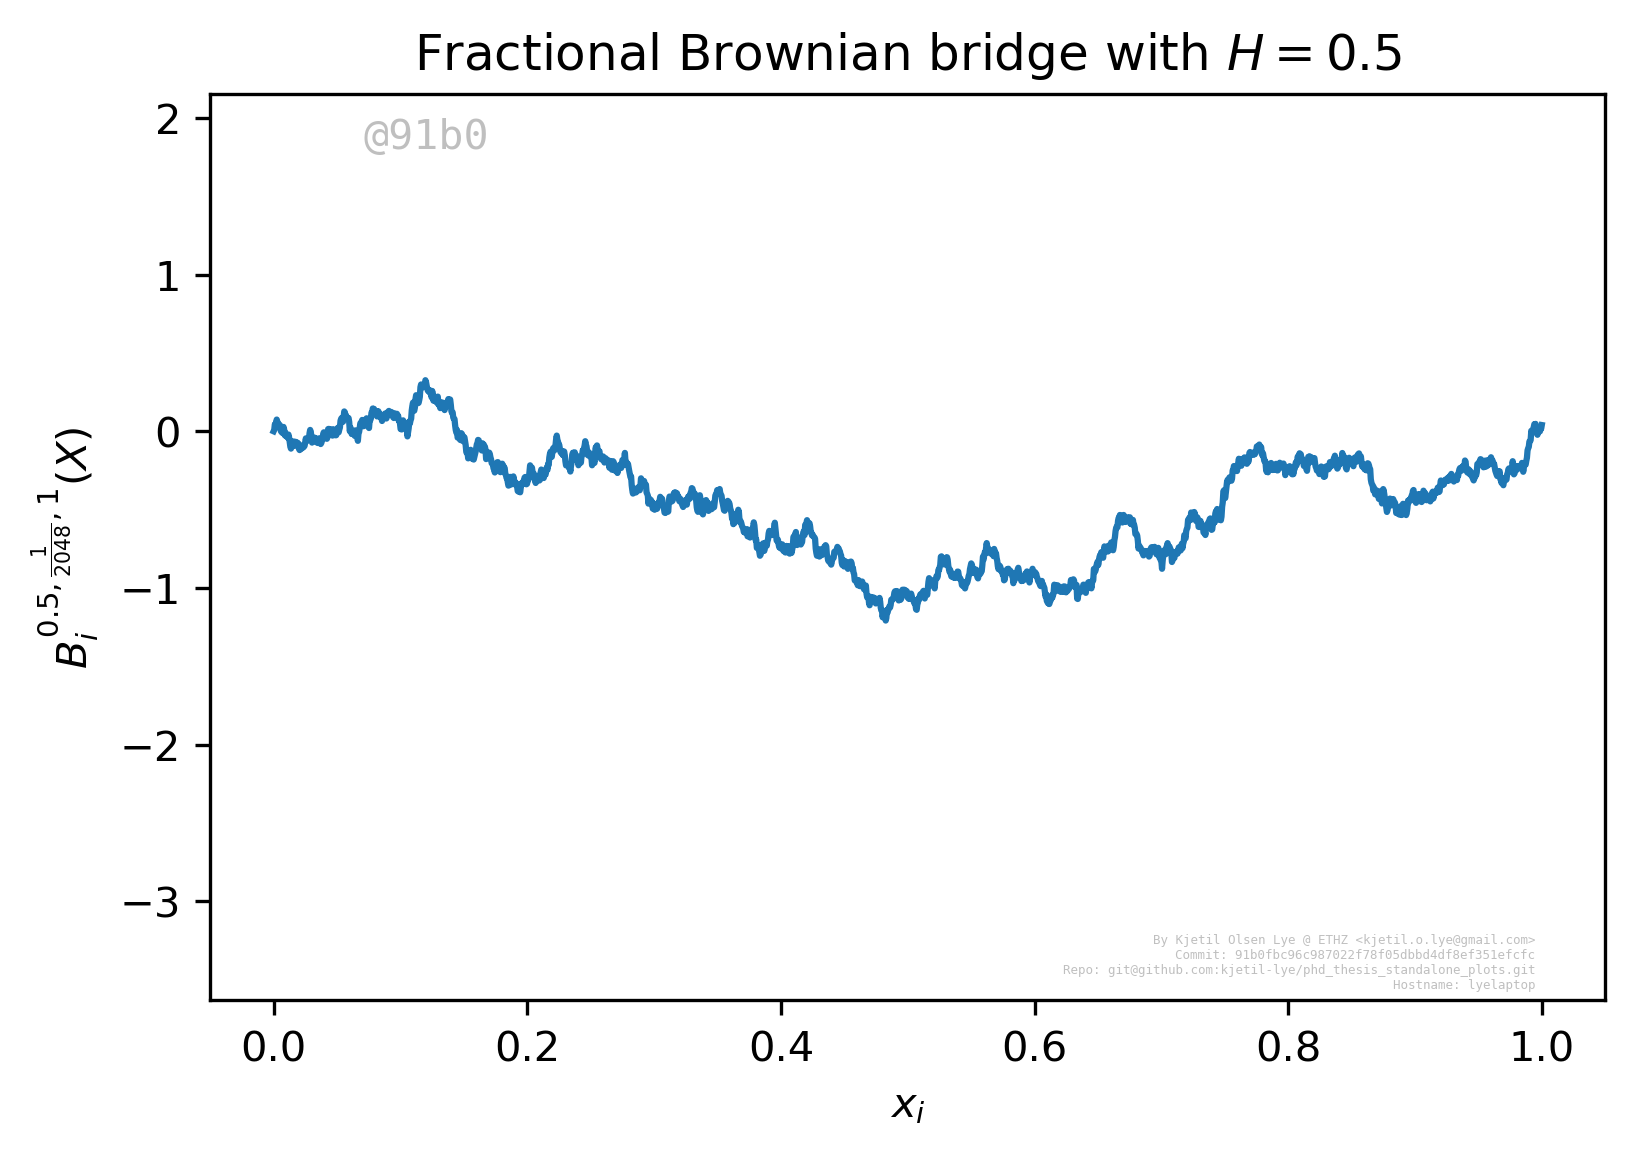 Fractional Brownian bridge with H = 0.5
@91b0
2
1
0
−1
−2
−3
B_i^{0.5, \frac{1}{2048}, 1}(X)
By Kjetil Olsen Lye @ ETHZ <kjetil.o.lye@gmail.com>
Commit: 91b0fbc96c987022f78f05dbbd4df8ef351efcfc
Repo: git@github.com:kjetil-lye/phd_thesis_standalone_plots.git
Hostname: lyelaptop
0.0 0.2 0.4 0.6 0.8 1.0
x_i